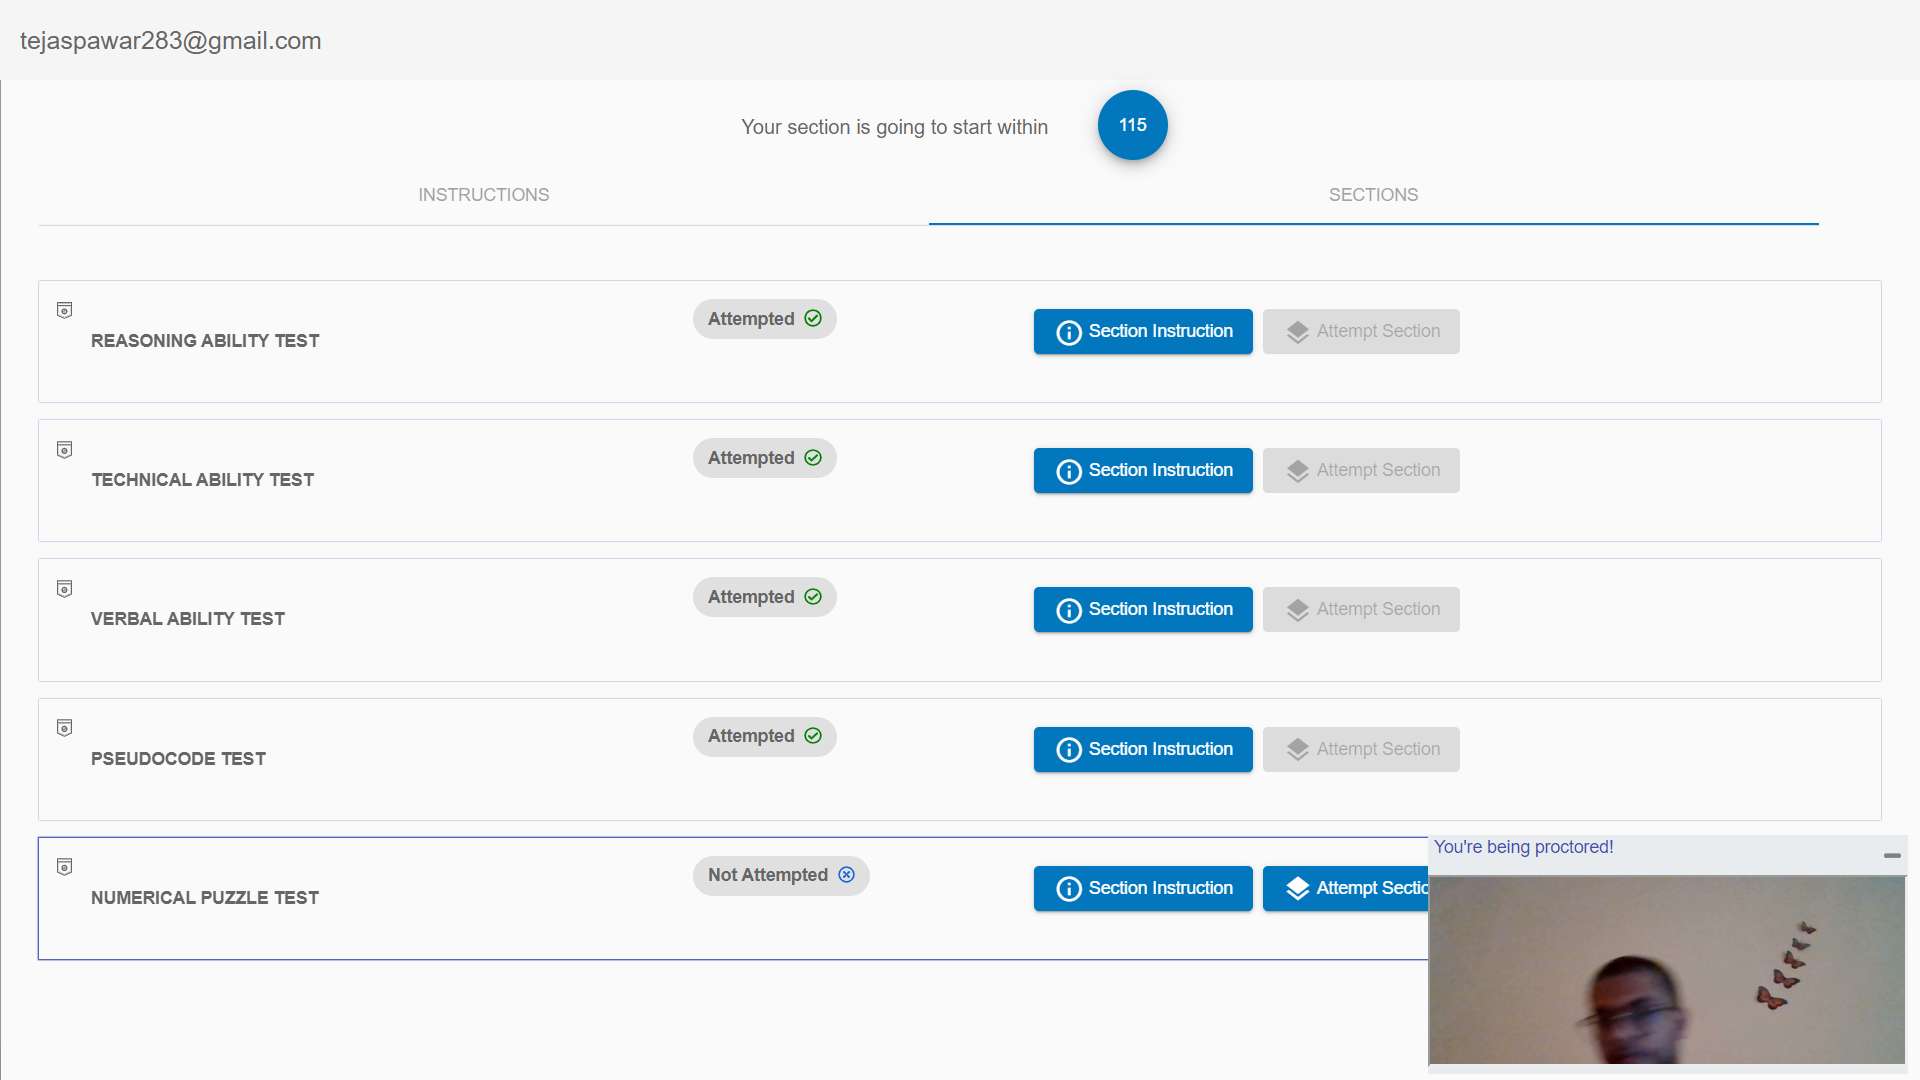 tejaspawar283@gmail.com
Your section is going to start within 115
INSTRUCTIONS SECTIONS
Attempted Section Instruction Attempt Section
REASONING ABILITY TEST
Attempted Section Instruction Attempt Section
TECHNICAL ABILITY TEST
Attempted Section Instruction Attempt Section
VERBAL ABILITY TEST
Attempted Section Instruction Attempt Section
PSEUDOCODE TEST
You're being proctored!
Not Attempted Section Instruction Attempt Sectio
NUMERICAL PUZZLE TEST